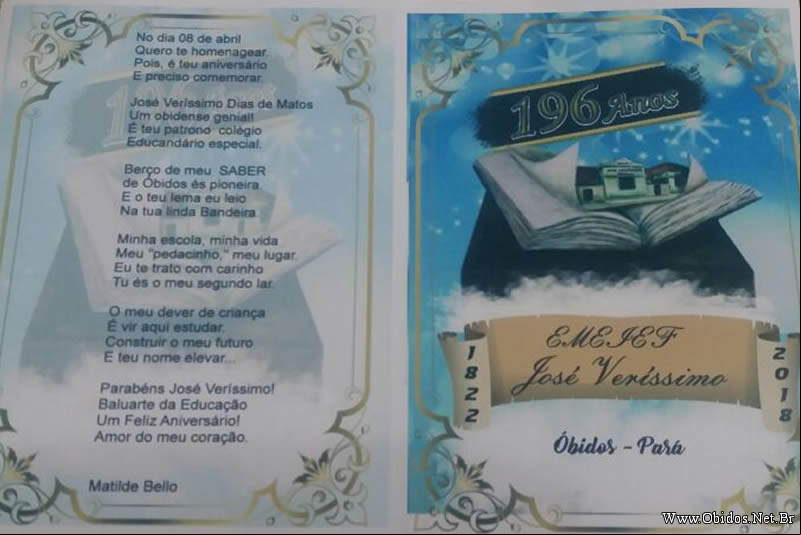 No dia 08 de abril
Quero te homenagear.
Pois, é teu aniversário
E preciso comemorar.
José Veríssimo Dias de Matos
Um obidense genial!
É teu patrono colégio
Educandário especial.
Berço de meu SABER
de Óbidos és pioneira.
E o teu lema eu leio
Na tua linda Bandeira
Minha escola, minha vida
Meu "pedacinho," meu lugar.
Eu te trato com carinho
Tu és o meu segundo lar.
O meu dever de criança
É vir aqui estudar.
Construir o meu futuro
E teu nome elevar...
Parabéns José Veríssimo!
Baluarte da Educação
Um Feliz Aniversário!
Amor do meu coração.
Matilde Bello
196 Anos
EMEIEF
José Veríssimo
1822
2018
Óbidos - Pará
www.Obidos.Net.Br